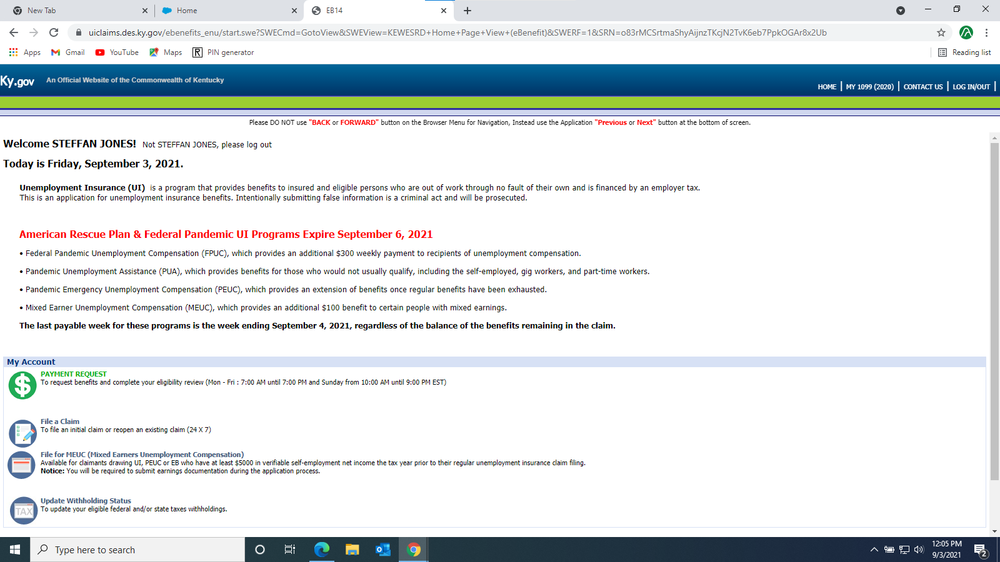 New Tab
Home
EB14
uiclaims.des.ky.gov/ebenefits_enu/start.swe?SWECmd=GotoView&SWEView=KEWESRD+Home+Page+View+(eBenefit)&SWERF=1&SRN=o83rMCSrtmaShyAijnzTKcjN2TvK6eb7PpkOGAr8x2Ub
Apps
Gmail
YouTube
Maps
R
PIN generator
Reading list
Ky.gov
An Official Website of the Commonwealth of Kentucky
HOME | MY 1099 (2020) | CONTACT US | LOG IN/OUT |
Please DO NOT use "BACK or FORWARD" button on the Browser Menu for Navigation, Instead use the Application "Previous or Next" button at the bottom of screen.
Welcome STEFFAN JONES! Not STEFFAN JONES, please log out
Today is Friday, September 3, 2021.
Unemployment Insurance (UI) is a program that provides benefits to insured and eligible persons who are out of work through no fault of their own and is financed by an employer tax.
This is an application for unemployment insurance benefits. Intentionally submitting false information is a criminal act and will be prosecuted.
American Rescue Plan & Federal Pandemic UI Programs Expire September 6, 2021
• Federal Pandemic Unemployment Compensation (FPUC), which provides an additional $300 weekly payment to recipients of unemployment compensation.
• Pandemic Unemployment Assistance (PUA), which provides benefits for those who would not usually qualify, including the self-employed, gig workers, and part-time workers.
• Pandemic Emergency Unemployment Compensation (PEUC), which provides an extension of benefits once regular benefits have been exhausted.
• Mixed Earner Unemployment Compensation (MEUC), which provides an additional $100 benefit to certain people with mixed earnings.
The last payable week for these programs is the week ending September 4, 2021, regardless of the balance of the benefits remaining in the claim.
My Account
$
PAYMENT REQUEST
To request benefits and complete your eligibility review (Mon - Fri : 7:00 AM until 7:00 PM and Sunday from 10:00 AM until 9:00 PM EST)
File a Claim
To file an initial claim or reopen an existing claim (24 X 7)
File for MEUC (Mixed Earners Unemployment Compensation)
Available for claimants drawing UI, PEUC or EB who have at least $5000 in verifiable self-employment net income the tax year prior to their regular unemployment insurance claim filing.
Notice: You will be required to submit earnings documentation during the application process.
TAX
Update Withholding Status
To update your eligible federal and/or state taxes withholdings.
Type here to search
12:05 PM
9/3/2021
2